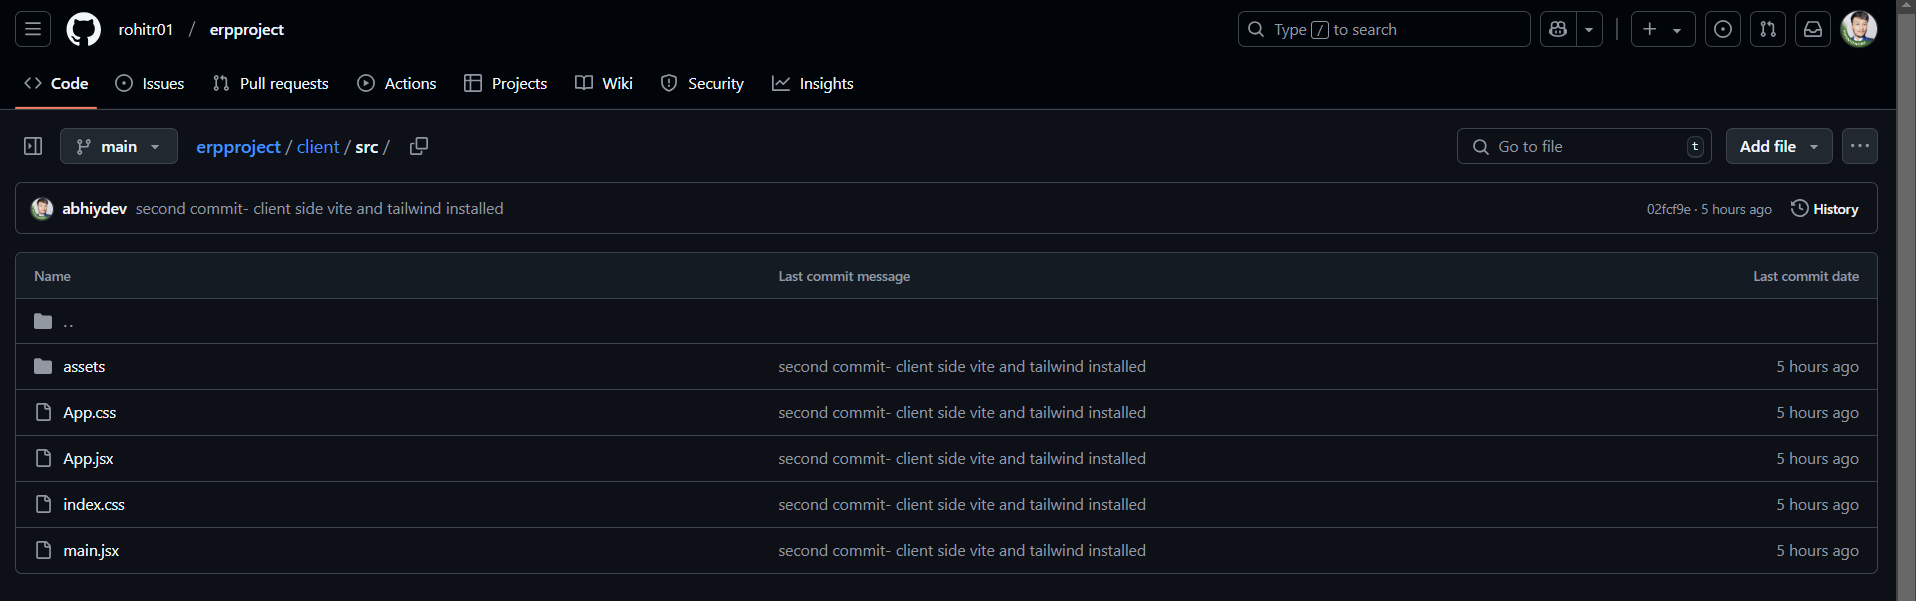 rohitr01 / erpproject
Type / to search
Code Issues Pull requests Actions Projects Wiki Security Insights
main erpproject / client / src /
Go to file t Add file
abhiydev second commit- client side vite and tailwind installed 02fcf9e · 5 hours ago History
Name Last commit message Last commit date
..
assets second commit- client side vite and tailwind installed 5 hours ago
App.css second commit- client side vite and tailwind installed 5 hours ago
App.jsx second commit- client side vite and tailwind installed 5 hours ago
index.css second commit- client side vite and tailwind installed 5 hours ago
main.jsx second commit- client side vite and tailwind installed 5 hours ago